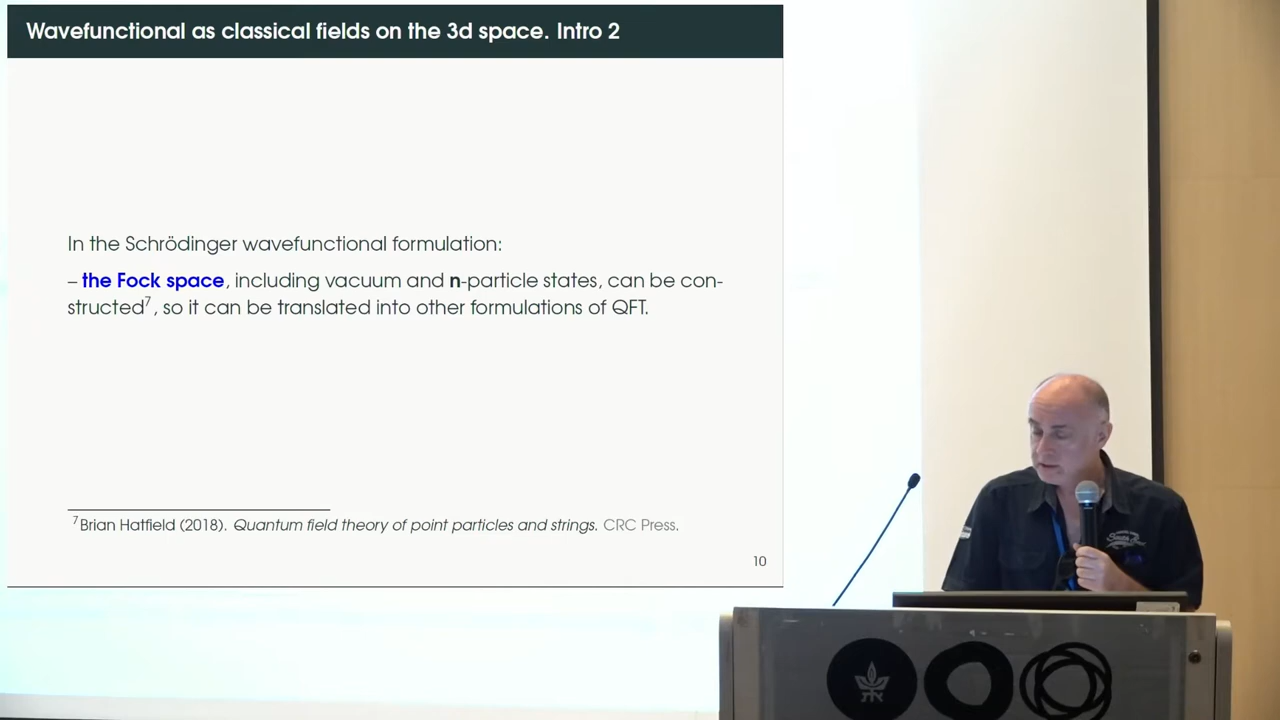 Wavefunctional as classical fields on the 3d space. Intro 2
In the Schrödinger wavefunctional formulation:
– the Fock space, including vacuum and n-particle states, can be con-
structed⁷, so it can be translated into other formulations of QFT.
⁷Brian Hatfield (2018). Quantum field theory of point particles and strings. CRC Press.
10